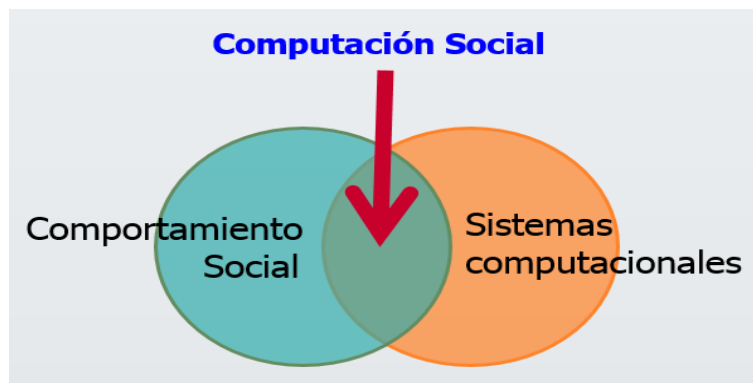 Computación Social
Comportamiento
Social
Sistemas
computacionales